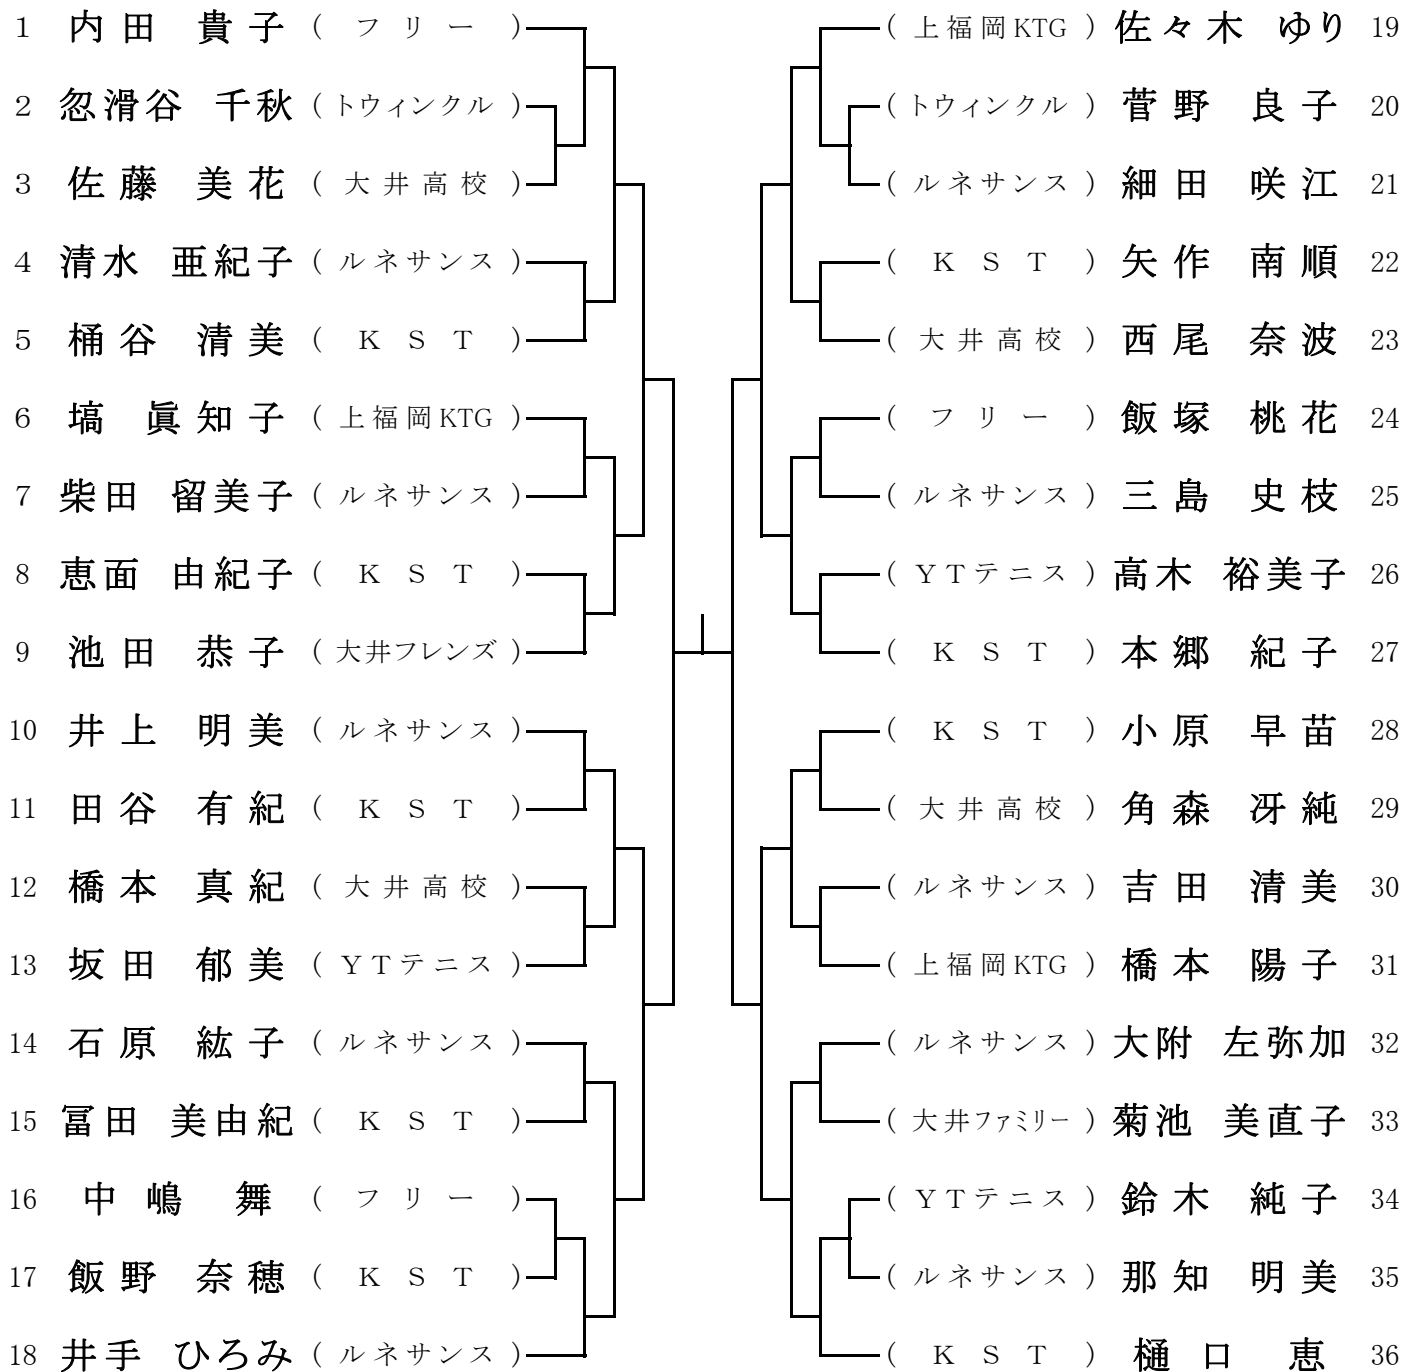 1 内田 貴子 ( フリー )
2 忽滑谷 千秋 ( トウィンクル )
3 佐藤 美花 ( 大井高校 )
4 清水 亜紀子 ( ルネサンス )
5 桶谷 清美 ( KST )
6 塙 眞知子 ( 上福岡KTG )
7 柴田 留美子 ( ルネサンス )
8 恵面 由紀子 ( KST )
9 池田 恭子 ( 大井フレンズ )
10 井上 明美 ( ルネサンス )
11 田谷 有紀 ( KST )
12 橋本 真紀 ( 大井高校 )
13 坂田 郁美 ( YTテニス )
14 石原 紘子 ( ルネサンス )
15 冨田 美由紀 ( KST )
16 中嶋 舞 ( フリー )
17 飯野 奈穂 ( KST )
18 井手 ひろみ ( ルネサンス )
( 上福岡KTG ) 佐々木 ゆり 19
( トウィンクル ) 菅野 良子 20
( ルネサンス ) 細田 咲江 21
( KST ) 矢作 南順 22
( 大井高校 ) 西尾 奈波 23
( フリー ) 飯塚 桃花 24
( ルネサンス ) 三島 史枝 25
( YTテニス ) 高木 裕美子 26
( KST ) 本郷 紀子 27
( KST ) 小原 早苗 28
( 大井高校 ) 角森 冴純 29
( ルネサンス ) 吉田 清美 30
( 上福岡KTG ) 橋本 陽子 31
( ルネサンス ) 大附 左弥加 32
( 大井ファミリー ) 菊池 美直子 33
( YTテニス ) 鈴木 純子 34
( ルネサンス ) 那知 明美 35
( KST ) 樋口 恵 36